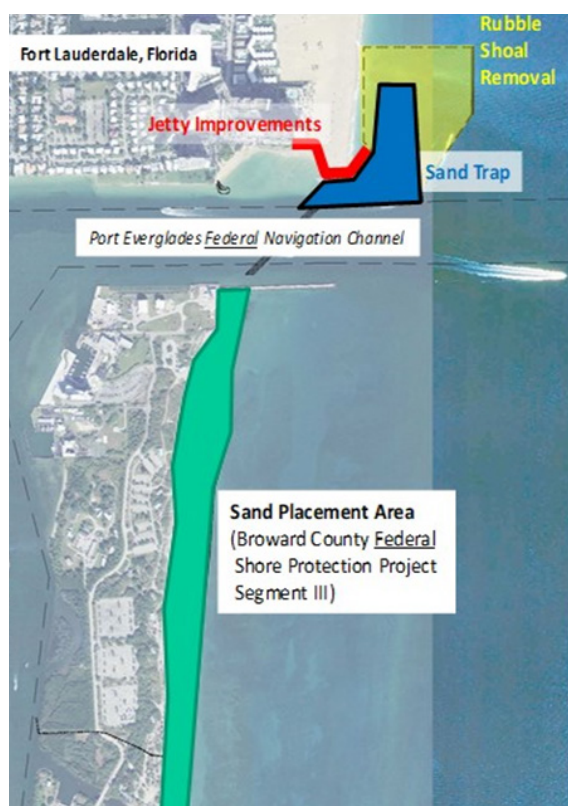 Fort Lauderdale, Florida
Rubble
Shoal
Removal
Jetty Improvements
Sand Trap
Port Everglades Federal Navigation Channel
Sand Placement Area
(Broward County Federal
Shore Protection Project
Segment III)